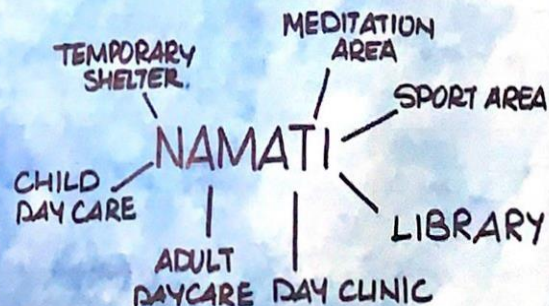 MEDITATION
AREA
TEMPORARY
SHELTER.
SPORT AREA
NAMATI
CHILD
DAY CARE
LIBRARY
ADULT
DAYCARE
DAY CLINIC